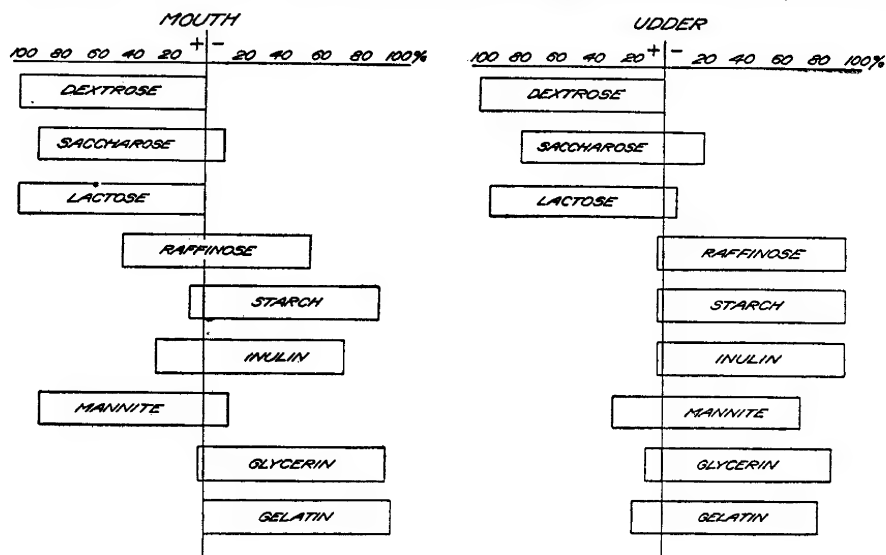 MOUTH
+ -
100 80 60 40 20 20 40 60 80 100%
DEXTROSE
SACCHAROSE
LACTOSE
RAFFINOSE
STARCH
INULIN
MANNITE
GLYCERIN
GELATIN
UDDER
+ -
100 80 60 40 20 20 40 60 80 100%
DEXTROSE
SACCHAROSE
LACTOSE
RAFFINOSE
STARCH
INULIN
MANNITE
GLYCERIN
GELATIN